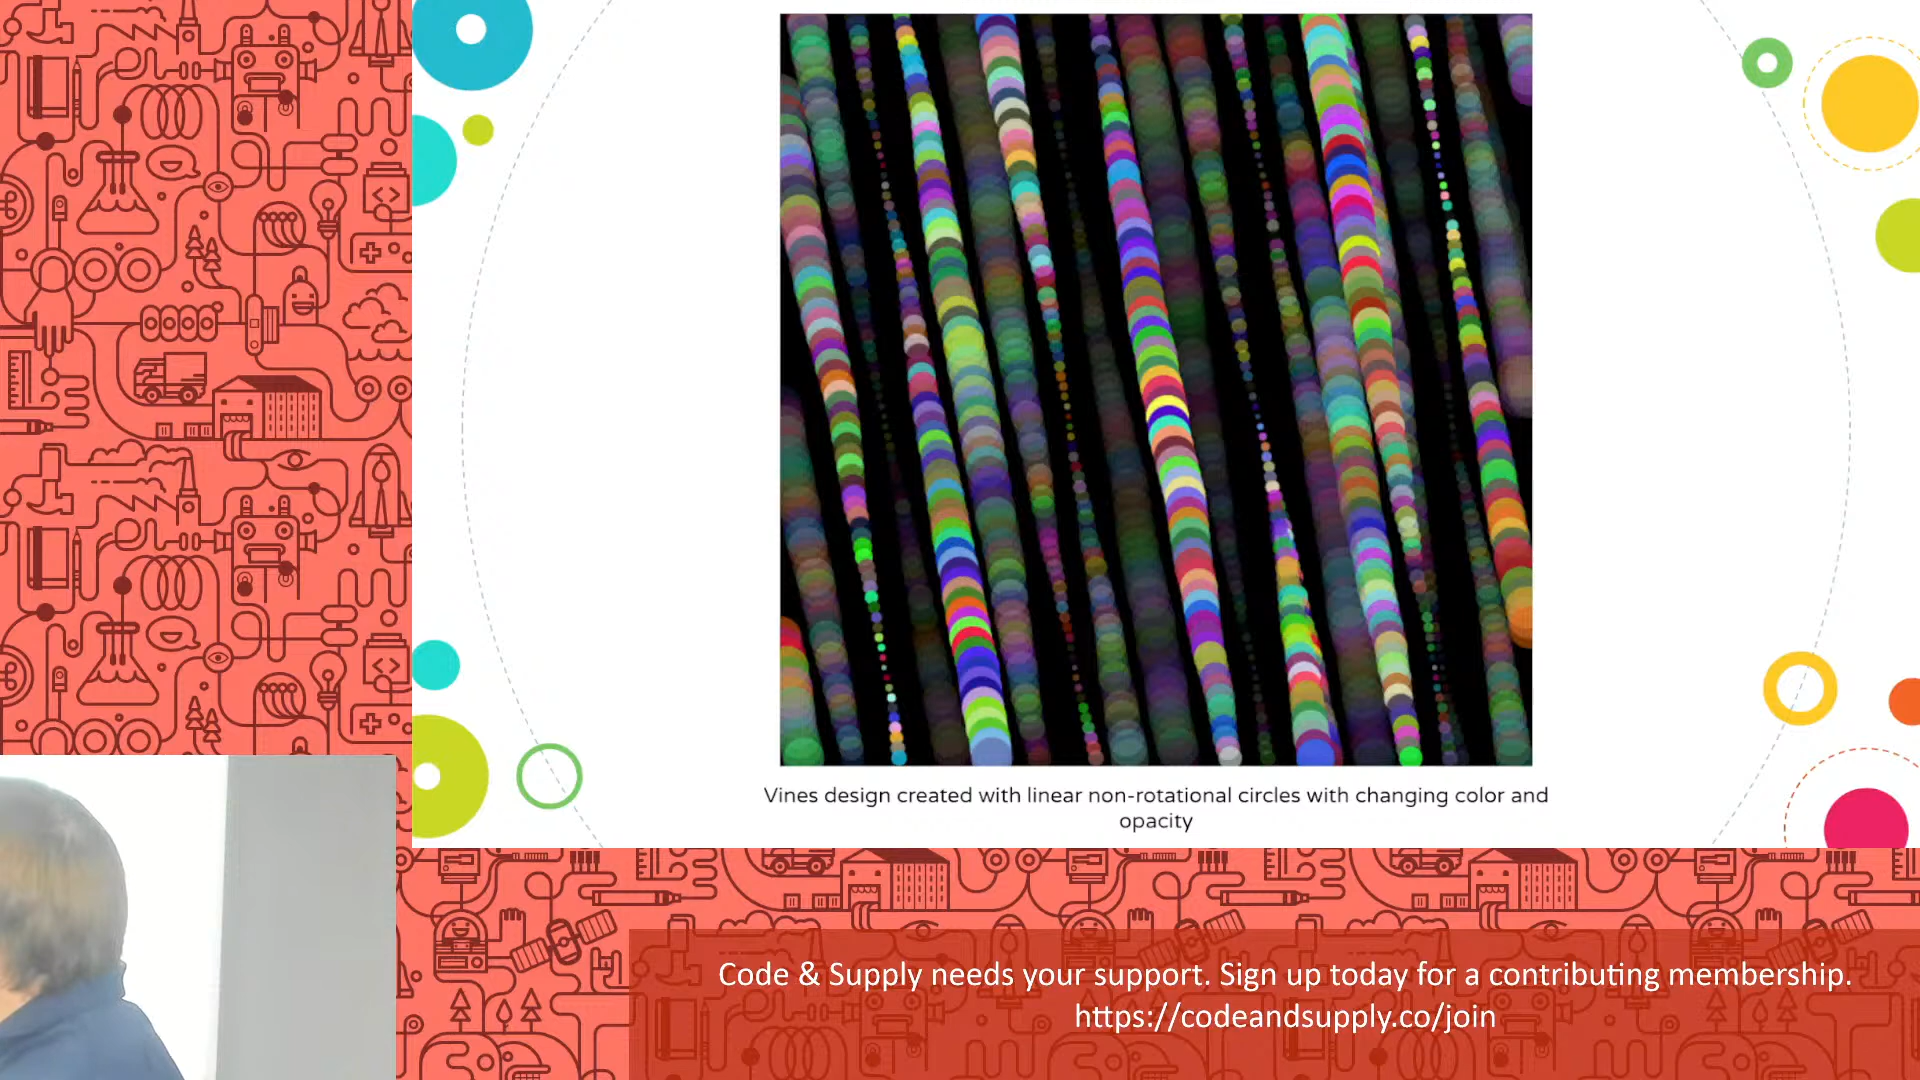 Vines design created with linear non-rotational circles with changing color and
opacity
Code & Supply needs your support. Sign up today for a contributing membership.
https://codeandsupply.co/join